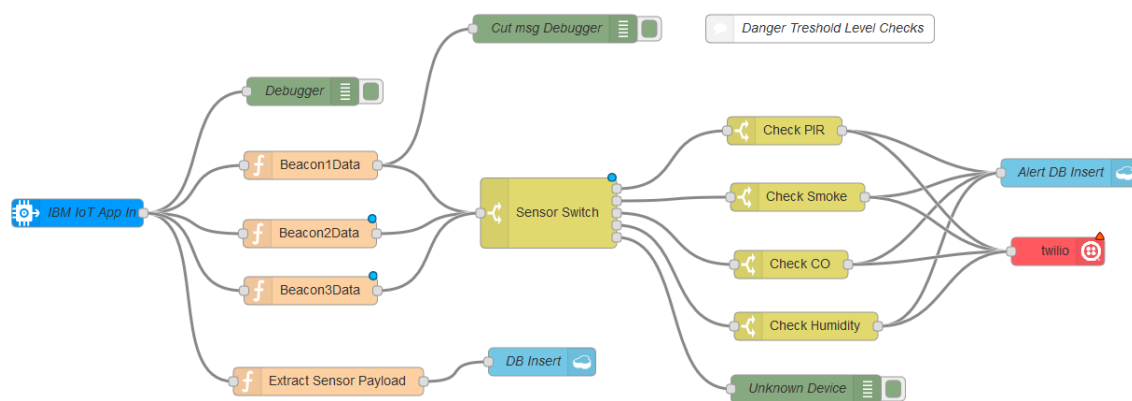 Cut msg Debugger
Danger Treshold Level Checks
Debugger
Check PIR
Beacon1Data
Alert DB Insert
Check Smoke
IBM IoT App In
Sensor Switch
Beacon2Data
twilio
Check CO
Beacon3Data
Check Humidity
DB Insert
Extract Sensor Payload
Unknown Device